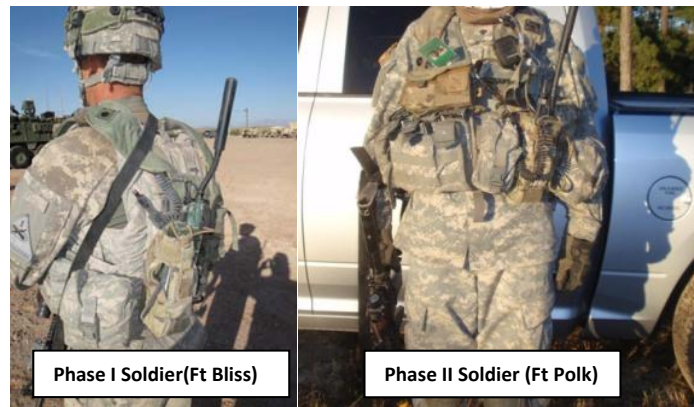 Phase I Soldier(Ft Bliss)
Phase II Soldier (Ft Polk)